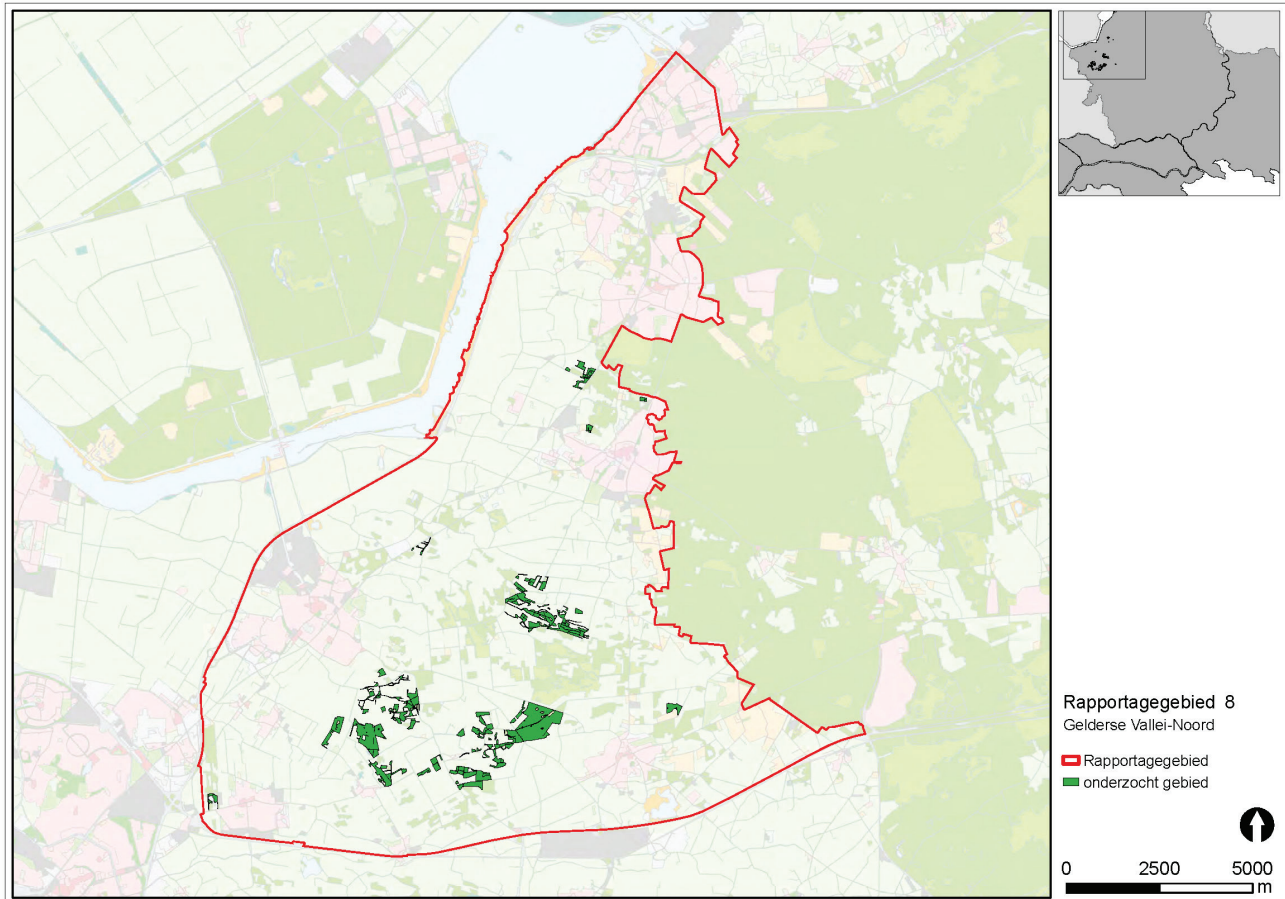 Rapportagegebied 8
Gelderse Vallei-Noord
Rapportagegebied
onderzocht gebied
0 2500 5000
m